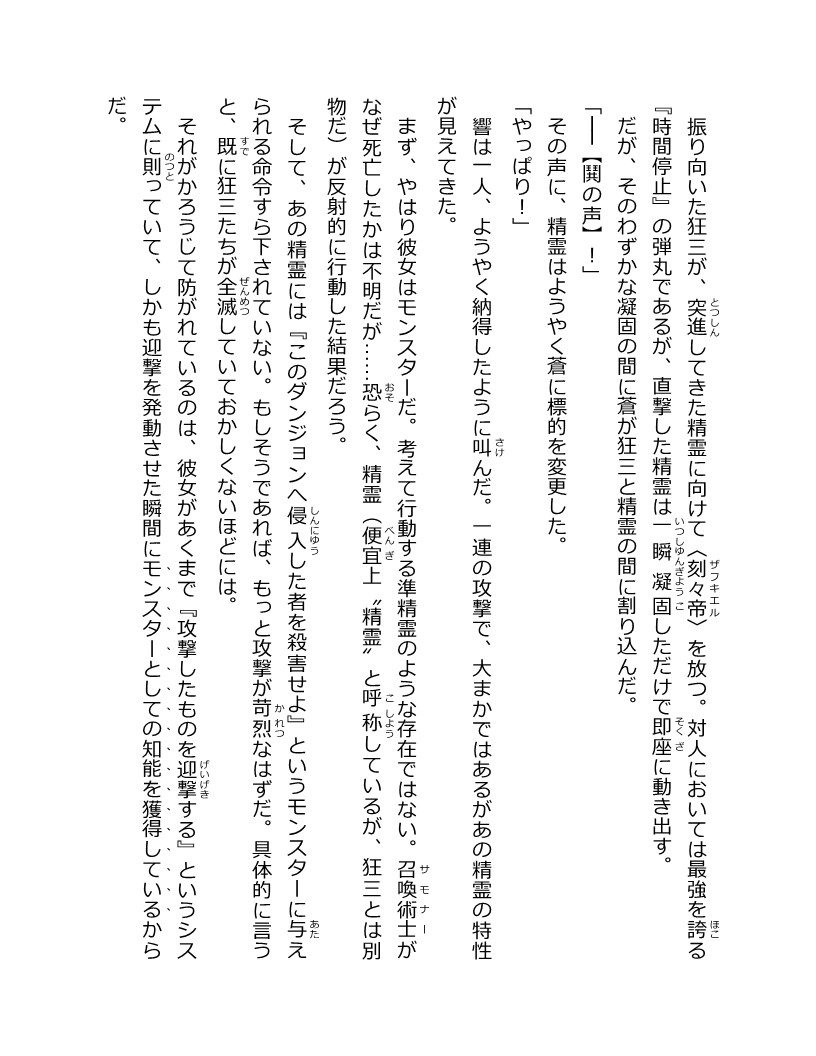 振り向いた狂三が、突進してきた精霊に向けて〈刻々帝〉を放つ。対人においては最強を誇る
『時間停止』の弾丸であるが、直撃した精霊は一瞬凝固しただけで即座に動き出す。
だが、そのわずかな凝固の間に蒼が狂三と精霊の間に割り込んだ。
「――【鬨の声】！」
その声に、精霊はようやく蒼に標的を変更した。
「やっぱり！」
響は一人、ようやく納得したように叫んだ。一連の攻撃で、大まかではあるがあの精霊の特性
が見えてきた。
まず、やはり彼女はモンスターだ。考えて行動する準精霊のような存在ではない。召喚術士が
なぜ死亡したかは不明だが……恐らく、精霊（便宜上〝精霊〟と呼称しているが、狂三とは別
物だ）が反射的に行動した結果だろう。
そして、あの精霊には『このダンジョンへ侵入した者を殺害せよ』というモンスターに与え
られる命令すら下されていない。もしそうであれば、もっと攻撃が苛烈なはずだ。具体的に言う
と、既に狂三たちが全滅していておかしくないほどには。
それがかろうじて防がれているのは、彼女があくまで『攻撃したものを迎撃する』というシス
テムに則っていて、しかも迎撃を発動させた瞬間にモンスターとしての知能を獲得しているから
だ。